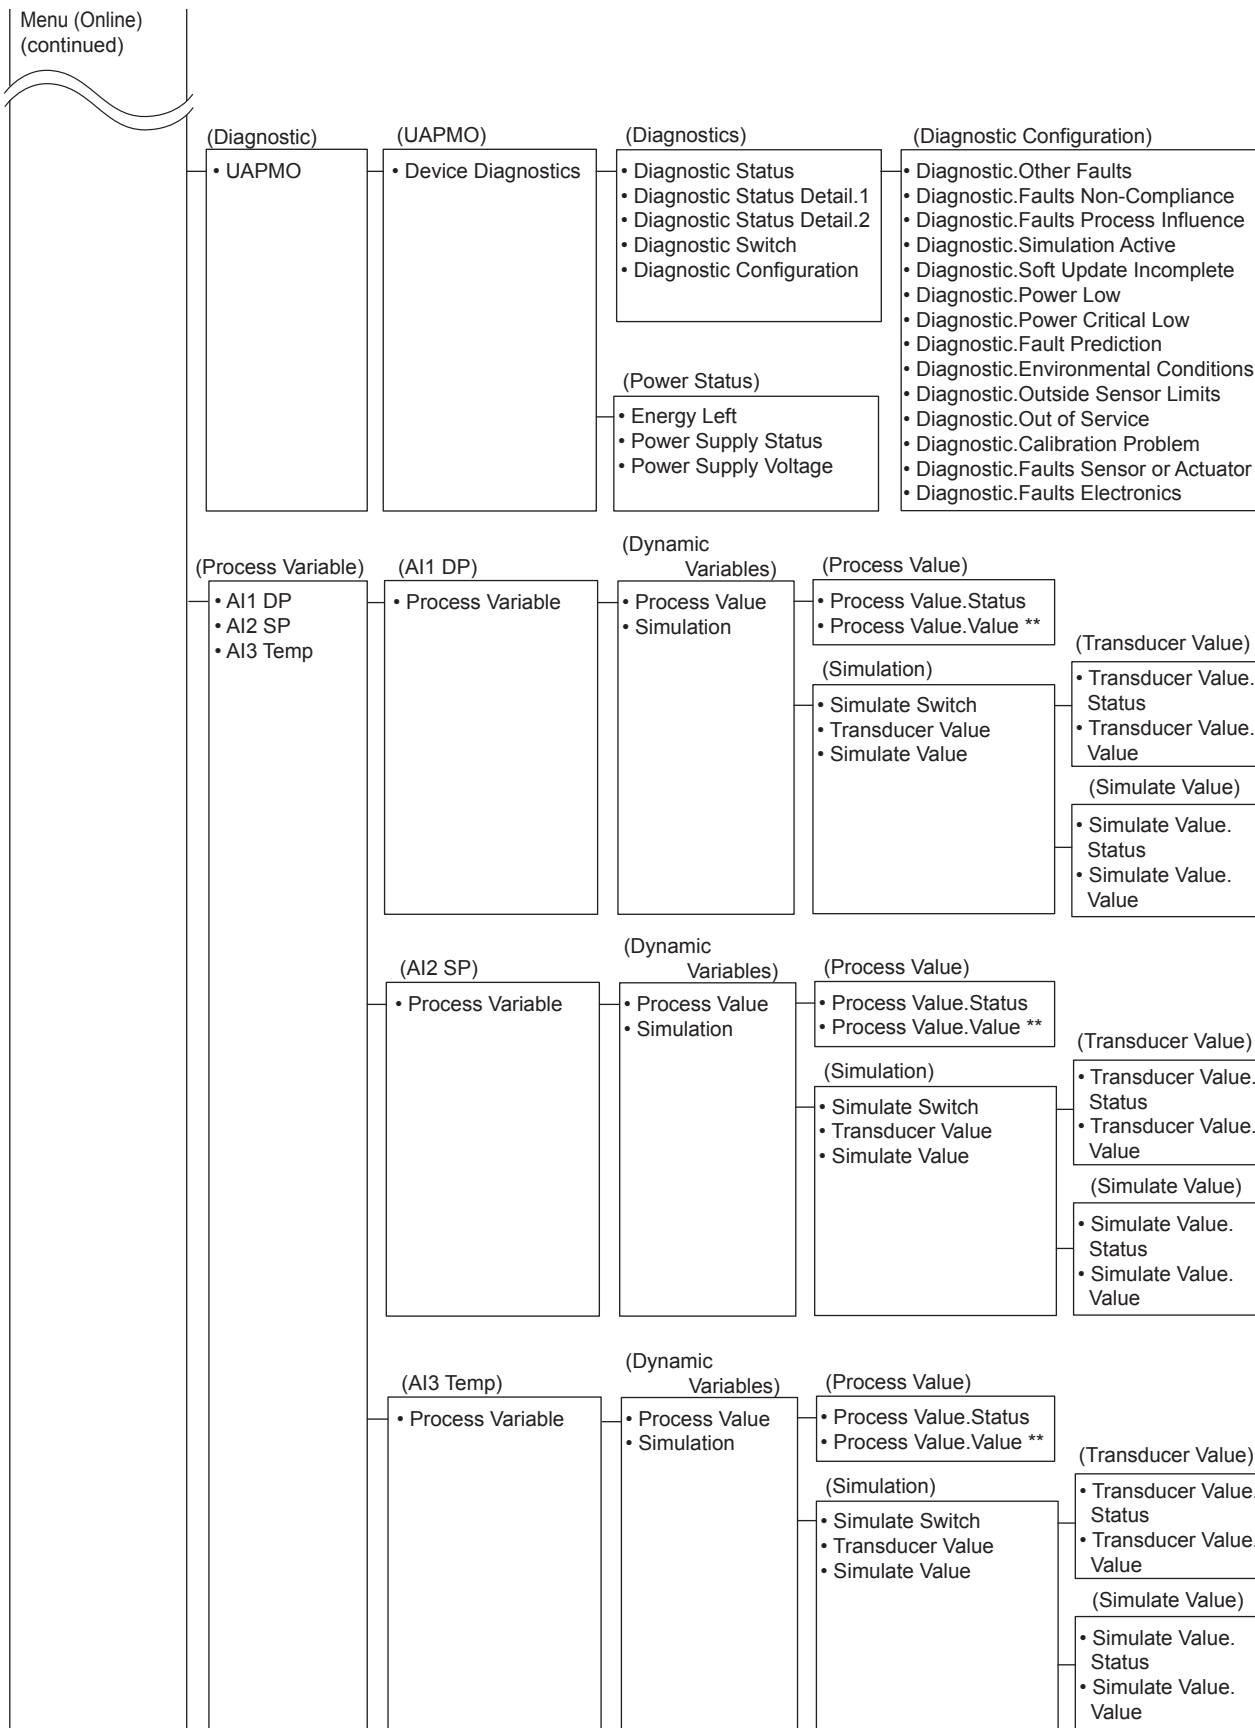 Menu (Online)
(continued)
(Diagnostic)
• UAPMO
(UAPMO)
• Device Diagnostics
(Diagnostics)
• Diagnostic Status
• Diagnostic Status Detail.1
• Diagnostic Status Detail.2
• Diagnostic Switch
• Diagnostic Configuration
(Diagnostic Configuration)
• Diagnostic.Other Faults
• Diagnostic.Faults Non-Compliance
• Diagnostic.Faults Process Influence
• Diagnostic.Simulation Active
• Diagnostic.Soft Update Incomplete
• Diagnostic.Power Low
• Diagnostic.Power Critical Low
• Diagnostic.Fault Prediction
• Diagnostic.Environmental Conditions
• Diagnostic.Outside Sensor Limits
• Diagnostic.Out of Service
• Diagnostic.Calibration Problem
• Diagnostic.Faults Sensor or Actuator
• Diagnostic.Faults Electronics
(Power Status)
• Energy Left
• Power Supply Status
• Power Supply Voltage
(Process Variable)
• AI1 DP
• AI2 SP
• AI3 Temp
(AI1 DP)
• Process Variable
(Dynamic
Variables)
• Process Value
• Simulation
(Process Value)
• Process Value.Status
• Process Value.Value **
(Simulation)
• Simulate Switch
• Transducer Value
• Simulate Value
(Transducer Value)
• Transducer Value.
Status
• Transducer Value.
Value
(Simulate Value)
• Simulate Value.
Status
• Simulate Value.
Value
(AI2 SP)
• Process Variable
(Dynamic
Variables)
• Process Value
• Simulation
(Process Value)
• Process Value.Status
• Process Value.Value **
(Simulation)
• Simulate Switch
• Transducer Value
• Simulate Value
(Transducer Value)
• Transducer Value.
Status
• Transducer Value.
Value
(Simulate Value)
• Simulate Value.
Status
• Simulate Value.
Value
(AI3 Temp)
• Process Variable
(Dynamic
Variables)
• Process Value
• Simulation
(Process Value)
• Process Value.Status
• Process Value.Value **
(Simulation)
• Simulate Switch
• Transducer Value
• Simulate Value
(Transducer Value)
• Transducer Value.
Status
• Transducer Value.
Value
(Simulate Value)
• Simulate Value.
Status
• Simulate Value.
Value